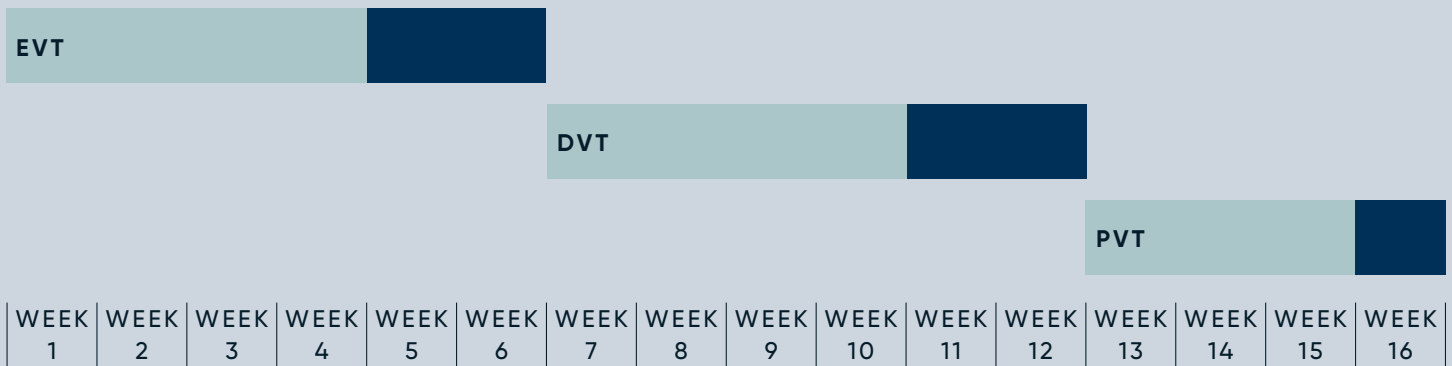 EVT
DVT
PVT
WEEK WEEK WEEK WEEK WEEK WEEK WEEK WEEK WEEK WEEK WEEK WEEK WEEK WEEK WEEK WEEK
1 2 3 4 5 6 7 8 9 10 11 12 13 14 15 16